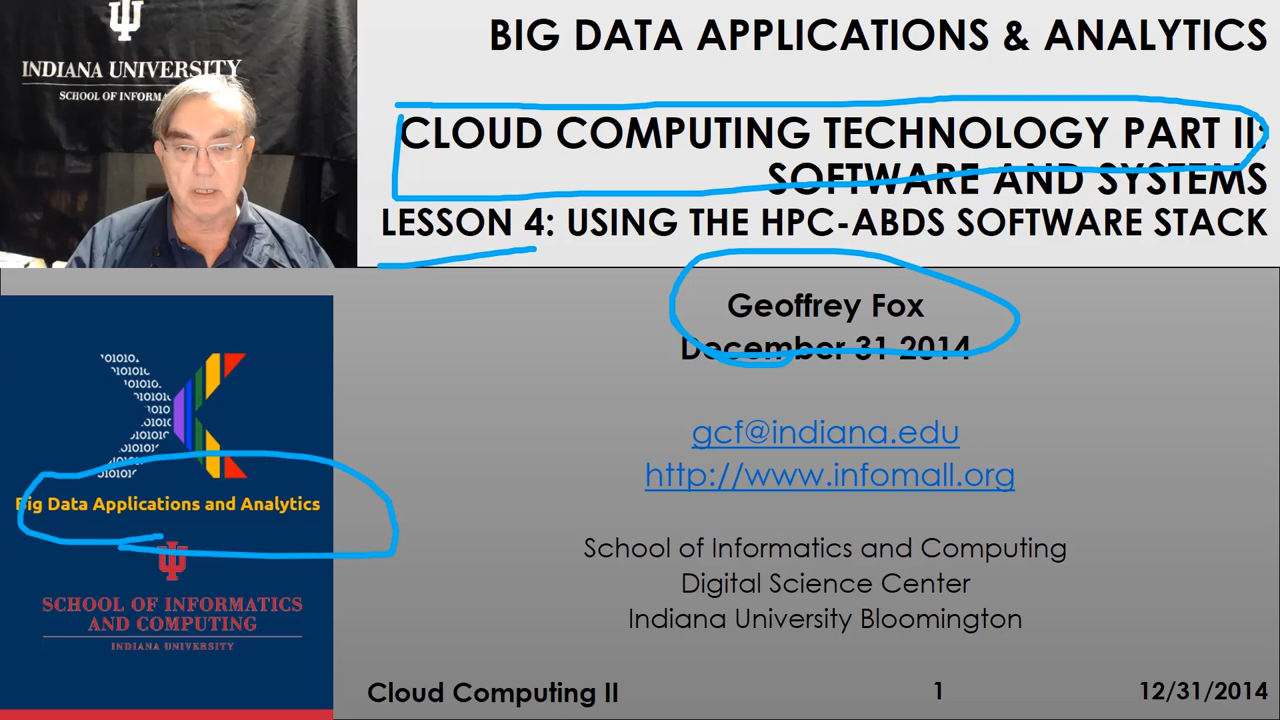 INDIANA UNIVERSITY
SCHOOL OF
BIG DATA APPLICATIONS & ANALYTICS
CLOUD COMPUTING TECHNOLOGY PART II:
SOFTWARE AND SYSTEMS
LESSON 4: USING THE HPC-ABDS SOFTWARE STACK
Geoffrey Fox
December 31 2014
gcf@indiana.edu
http://www.infomall.org
School of Informatics and Computing
Digital Science Center
Indiana University Bloomington
Big Data Applications and Analytics
SCHOOL OF INFORMATICS
AND COMPUTING
INDIANA UNIVERSITY
Cloud Computing II
1
12/31/2014